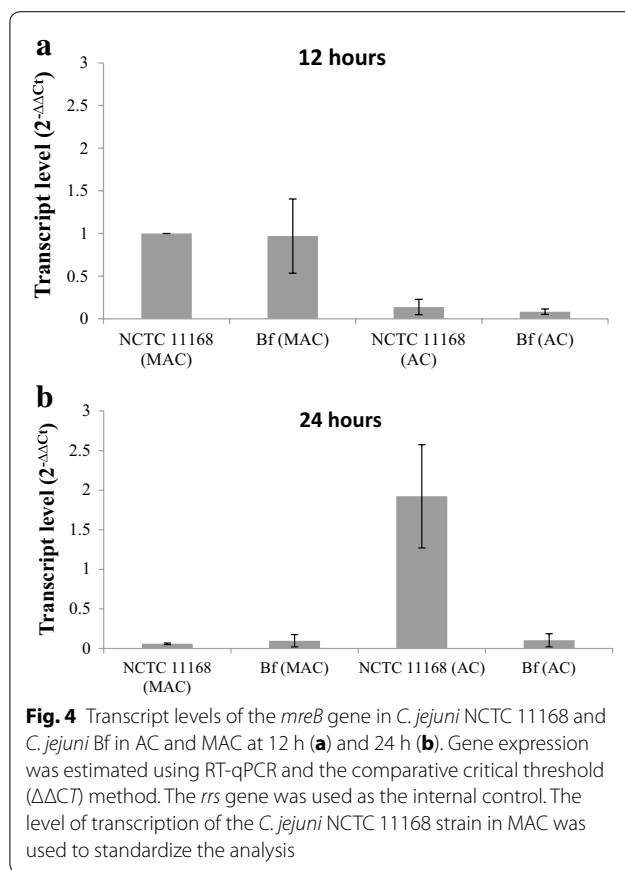 a
12 hours
Transcript level (2^-ΔΔCt)
3
2.5
2
1.5
1
0.5
0
NCTC 11168 (MAC)
Bf (MAC)
NCTC 11168 (AC)
Bf (AC)
b
24 hours
Transcript level (2^-ΔΔCt)
3
2.5
2
1.5
1
0.5
0
NCTC 11168 (MAC)
Bf (MAC)
NCTC 11168 (AC)
Bf (AC)
Fig. 4 Transcript levels of the mreB gene in C. jejuni NCTC 11168 and
C. jejuni Bf in AC and MAC at 12 h (a) and 24 h (b). Gene expression
was estimated using RT-qPCR and the comparative critical threshold
(ΔΔCT) method. The rrs gene was used as the internal control. The
level of transcription of the C. jejuni NCTC 11168 strain in MAC was
used to standardize the analysis